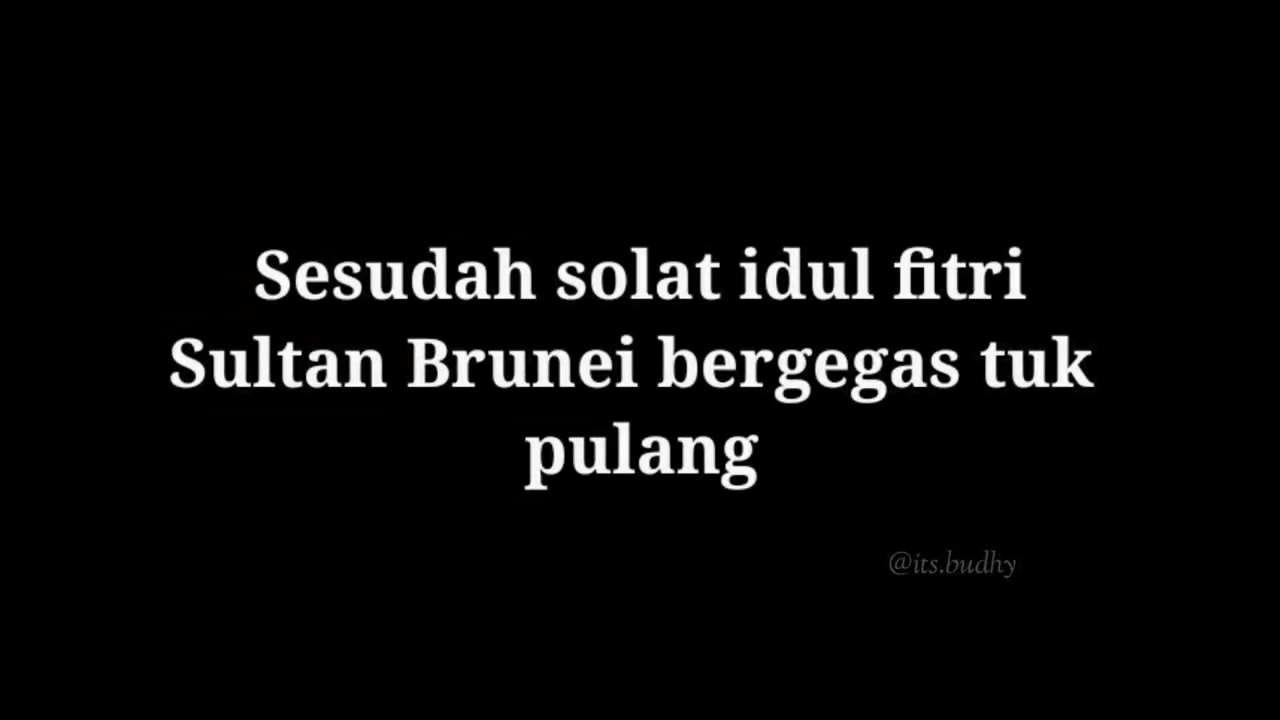 Sesudah solat idul fitri
Sultan Brunei bergegas tuk
pulang
@its.budhy